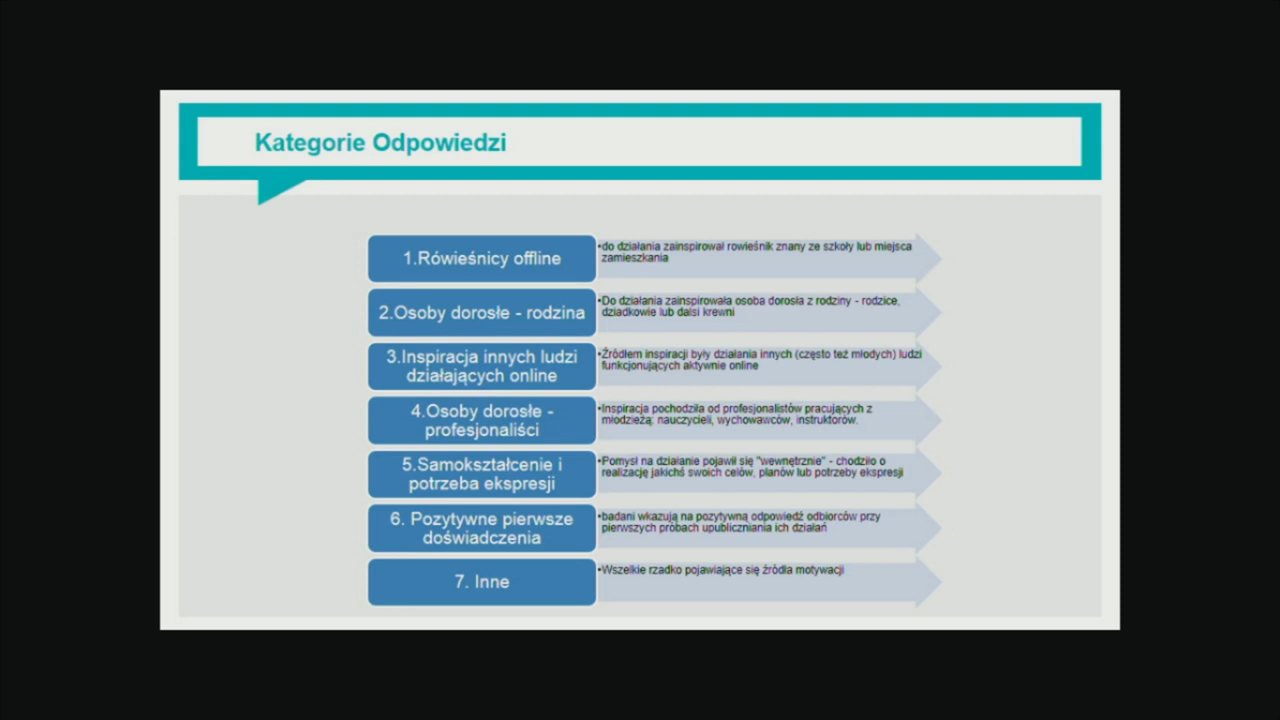 Kategorie Odpowiedzi
1.Rówieśnicy offline
•do działania zainspirował rowieśnik znany ze szkoły lub miejsca
zamieszkania
2.Osoby dorosłe - rodzina
•Do działania zainspirowała osoba dorosła z rodziny - rodzice,
dziadkowie lub dalsi krewni
3.Inspiracja innych ludzi
działających online
•Źródłem inspiracji były działania innych (często też młodych) ludzi
funkcjonujących aktywnie online
4.Osoby dorosłe -
profesjonaliści
•Inspiracja pochodziła od profesjonalistów pracujących z
młodzieżą: nauczycieli, wychowawców, instruktorów.
5.Samokształcenie i
potrzeba ekspresji
•Pomysł na działanie pojawił się "wewnętrznie" - chodziło o
realizację jakichś swoich celów, planów lub potrzeby ekspresji
6. Pozytywne pierwsze
doświadczenia
•badani wkazują na pozytywną odpowiedź odbiorców przy
pierwszych próbach upubliczniania ich działań
7. Inne
•Wszelkie rzadko pojawiające się źródła motywacji